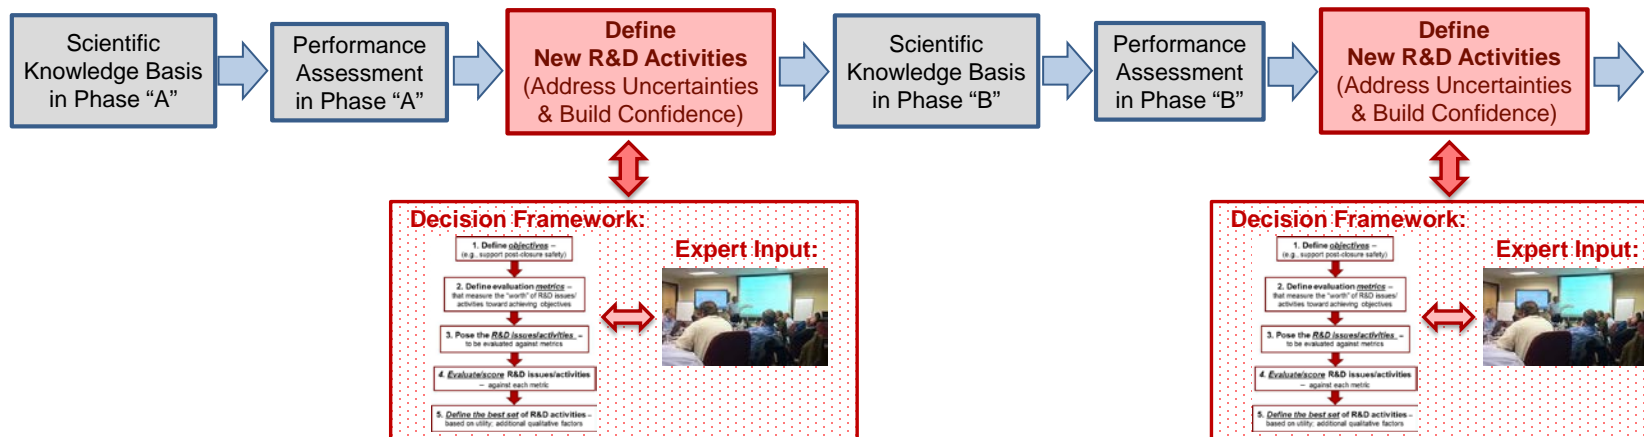 Scientific
Knowledge Basis
in Phase “A”
Performance
Assessment
in Phase “A”
Define
New R&D Activities
(Address Uncertainties
& Build Confidence)
Scientific
Knowledge Basis
in Phase “B”
Performance
Assessment
in Phase “B”
Define
New R&D Activities
(Address Uncertainties
& Build Confidence)
Decision Framework:
1. Define objectives –
(e.g., support post-closure safety)
2. Define evaluation metrics –
that measure the “worth” of R&D issues/
activities toward achieving objectives
3. Pose the R&D issues/activities –
to be evaluated against metrics
4. Evaluate/score R&D issues/activities
– against each metric
5. Define the best set of R&D activities –
based on utility; additional qualitative factors
Expert Input:
Decision Framework:
1. Define objectives –
(e.g., support post-closure safety)
2. Define evaluation metrics –
that measure the “worth” of R&D issues/
activities toward achieving objectives
3. Pose the R&D issues/activities –
to be evaluated against metrics
4. Evaluate/score R&D issues/activities
– against each metric
5. Define the best set of R&D activities –
based on utility; additional qualitative factors
Expert Input: